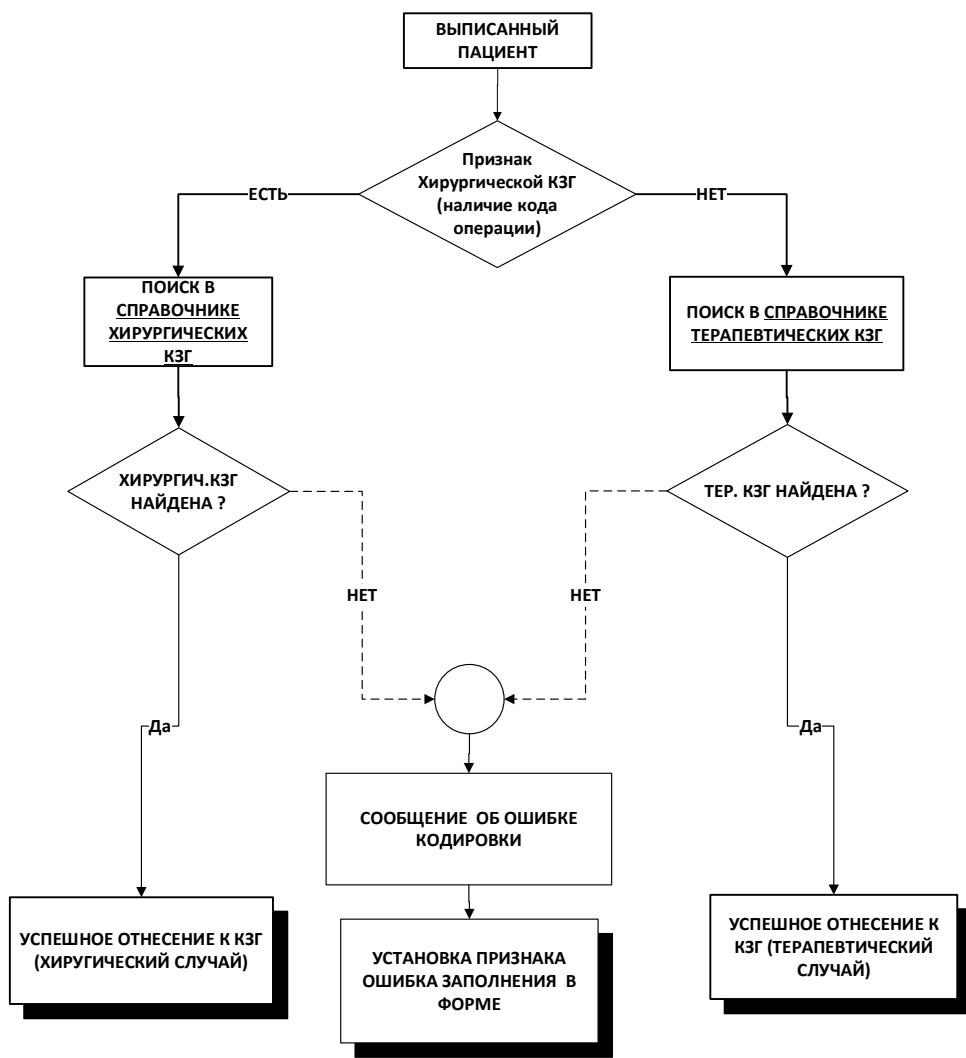 ВЫПИСАННЫЙ
ПАЦИЕНТ
Признак
Хирургической КЗГ
(наличие кода
операции)
ЕСТЬ
НЕТ
ПОИСК В
СПРАВОЧНИКЕ
ХИРУРГИЧЕСКИХ
КЗГ
ПОИСК В СПРАВОЧНИКЕ
ТЕРАПЕВТИЧЕСКИХ КЗГ
ХИРУРГИЧ.КЗГ
НАЙДЕНА ?
ТЕР. КЗГ НАЙДЕНА ?
НЕТ
НЕТ
Да
Да
СООБЩЕНИЕ ОБ ОШИБКЕ
КОДИРОВКИ
УСПЕШНОЕ ОТНЕСЕНИЕ К КЗГ
(ХИРУГИЧЕСКИЙ СЛУЧАЙ)
УСТАНОВКА ПРИЗНАКА
ОШИБКА ЗАПОЛНЕНИЯ В
ФОРМЕ
УСПЕШНОЕ ОТНЕСЕНИЕ К
КЗГ (ТЕРАПЕВТИЧЕСКИЙ
СЛУЧАЙ)